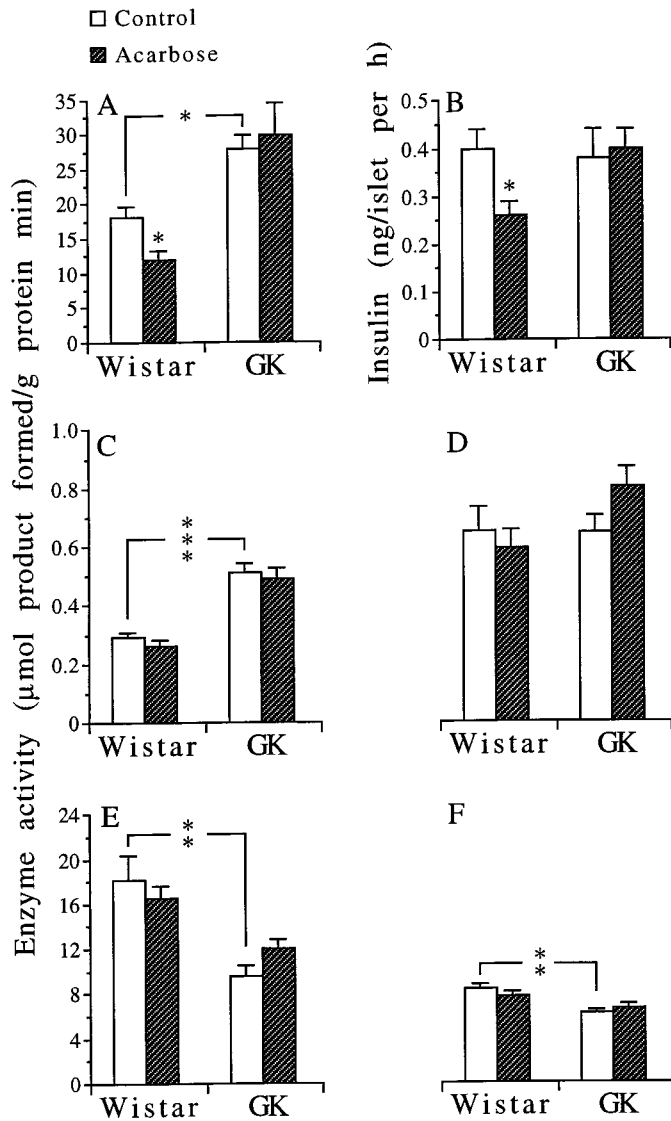 Control
Acarbose
Enzyme activity (μmol product formed/g protein min)
A
35
30
25
20
15
10
5
0
*
*
Wistar GK
Insulin (ng/islet per h)
B
0.5
0.4
0.3
0.2
0.1
0
*
Wistar GK
C
1.0
0.8
0.6
0.4
0.2
0
***
Wistar GK
D
Wistar GK
E
24
20
16
12
8
4
0
**
Wistar GK
F
**
Wistar GK